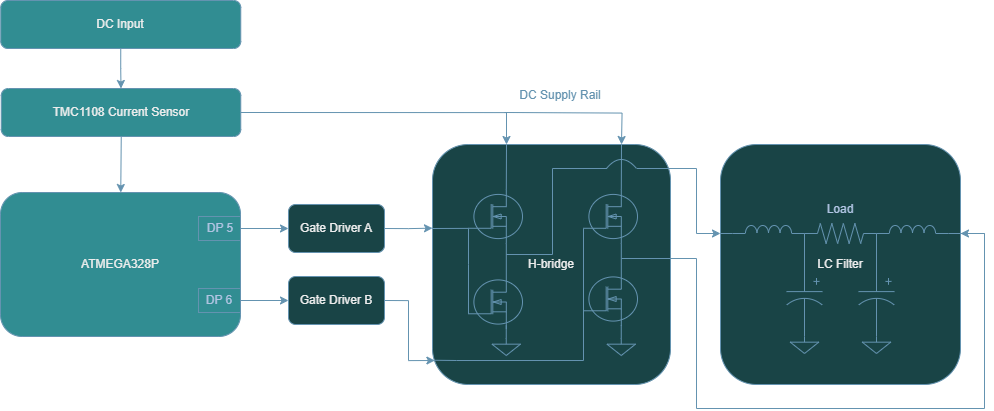 DC Input
TMC1108 Current Sensor
DC Supply Rail
DP 5
Gate Driver A
ATMEGA328P
H-bridge
DP 6
Gate Driver B
Load
LC Filter
+
+